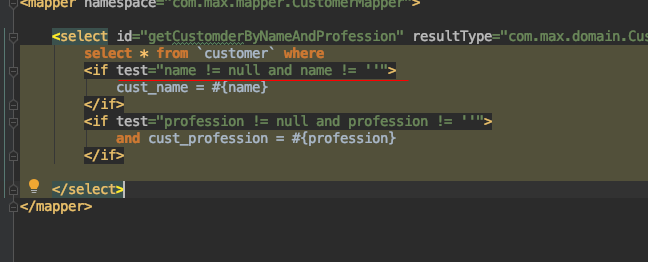 <mapper namespace="com.max.mapper.CustomerMapper">
<select id="getCustomderByNameAndProfession" resultType="com.max.domain.Cus
select * from `customer` where
<if test="name != null and name != ''">
cust_name = #{name}
</if>
<if test="profession != null and profession != ''">
and cust_profession = #{profession}
</if>
</select>
</mapper>